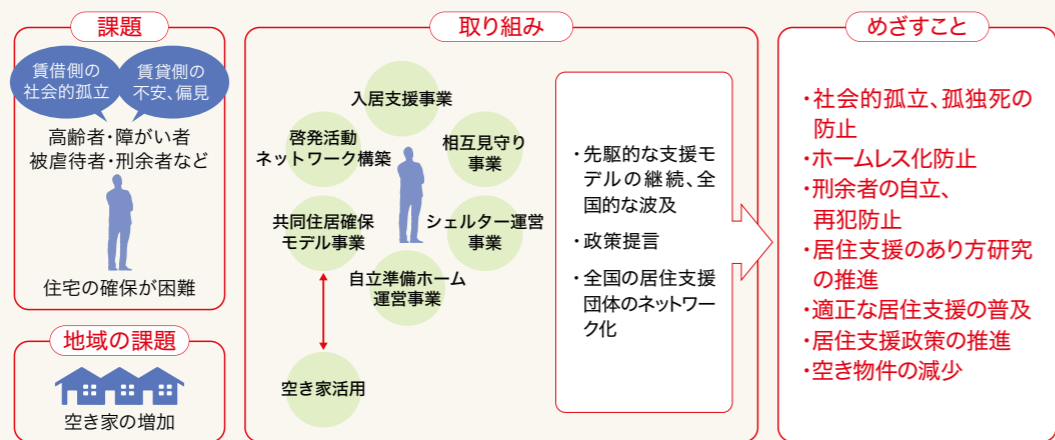 課題
賃借側の
社会的孤立
賃貸側の
不安、偏見
高齢者・障がい者
被虐待者・刑余者など
住宅の確保が困難
地域の課題
空き家の増加
取り組み
入居支援事業
啓発活動
ネットワーク構築
相互見守り
事業
共同住居確保
モデル事業
シェルター運営
事業
自立準備ホーム
運営事業
空き家活用
・先駆的な支援モ
デルの継続、全
国的な波及
・政策提言
・全国の居住支援
団体のネットワー
ク化
めざすこと
・社会的孤立、孤独死の
防止
・ホームレス化防止
・刑余者の自立、
再犯防止
・居住支援のあり方研究
の推進
・適正な居住支援の普及
・居住支援政策の推進
・空き物件の減少